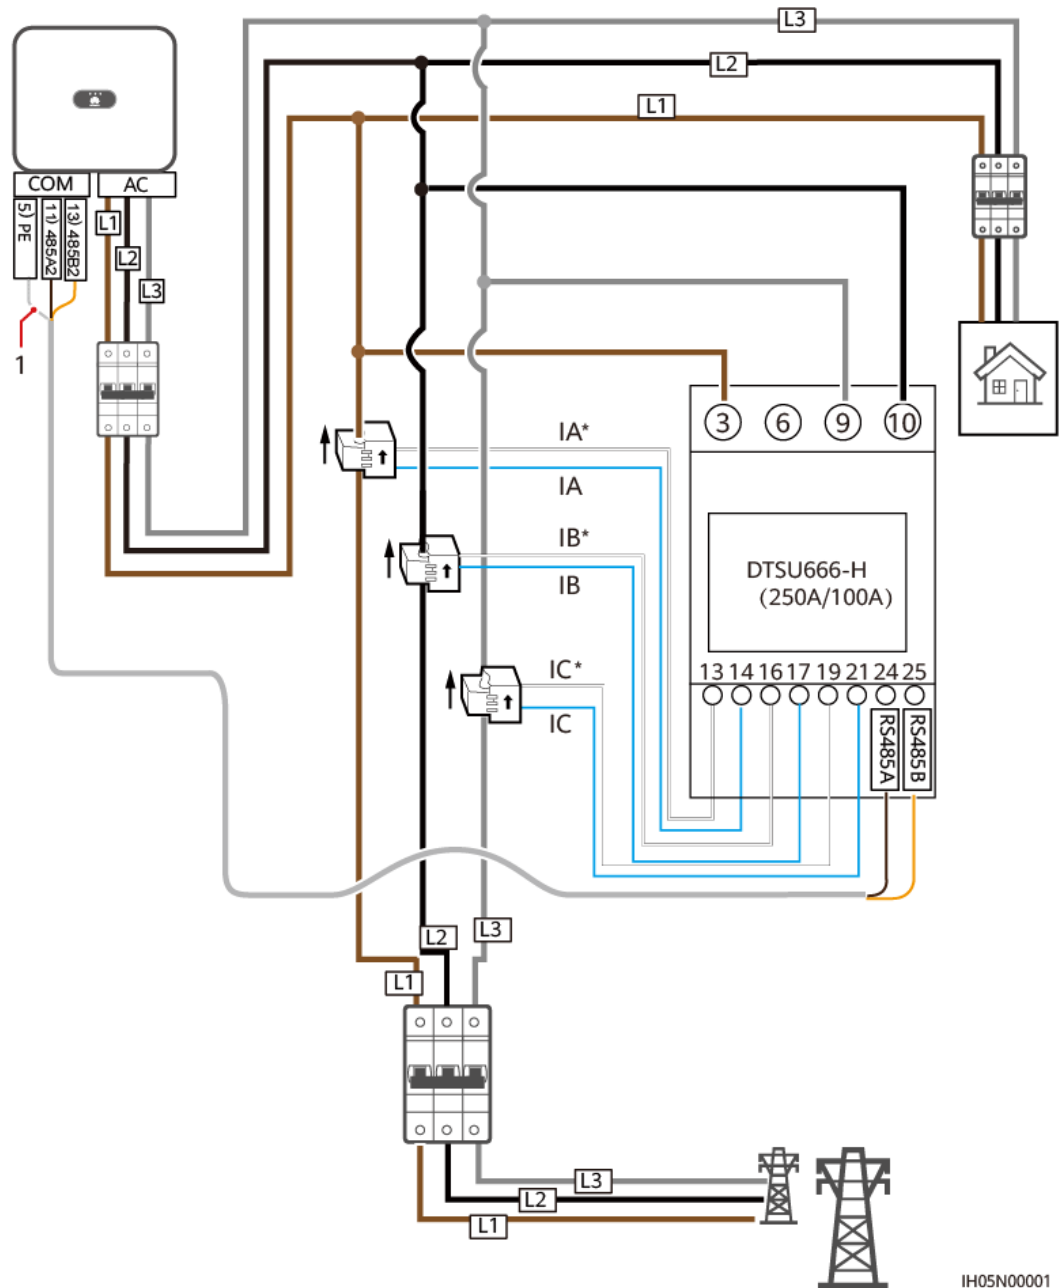 L3
L2
L1
COM
AC
5) PE
11) 485A2
13) 485B2
L1
L2
L3
1
3
6
9
10
IA*
IA
IB*
IB
DTSU666-H
(250A/100A)
IC*
IC
13 14 16 17 19 21 24 25
RS485A
RS485B
L3
L2
L1
L3
L2
L1
IH05N00001